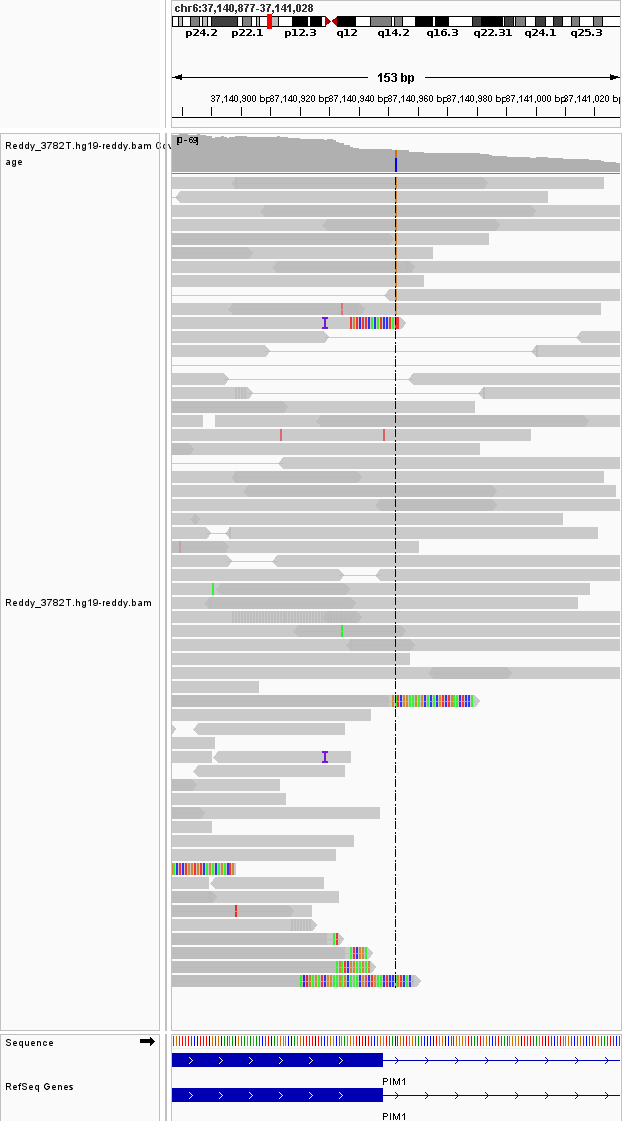 chr6:37,140,877-37,141,028
p24.2 p22.1 p12.3 q12 q14.2 q16.3 q22.31 q24.1 q25.3
153 bp
37,140,900 bp 37,140,920 bp 37,140,940 bp 37,140,960 bp 37,140,980 bp 37,141,000 bp 37,141,020 bp
Reddy_3782T.hg19-reddy.bam Cov
age
[0-69]
Reddy_3782T.hg19-reddy.bam
Sequence
PIM1
RefSeq Genes
PIM1